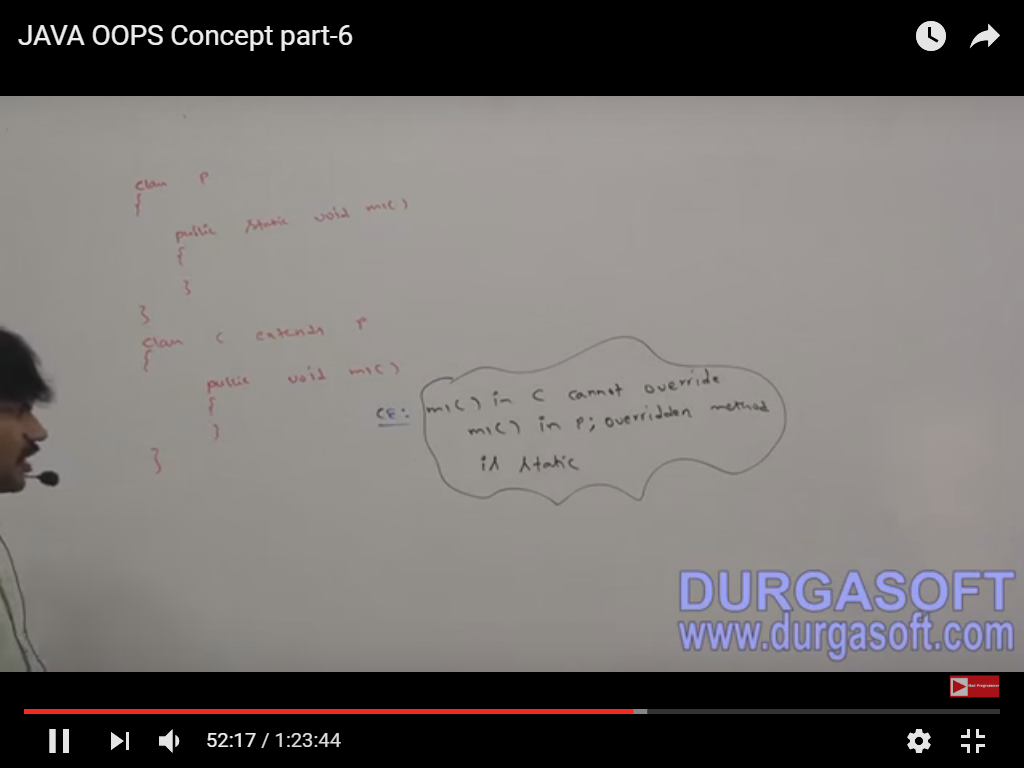 JAVA OOPS Concept part-6
class P
{
public static void m1()
{
}
}
class C extends P
{
public void m1()
{
}
}
CE: m1() in C cannot override
m1() in P; overridden method
is static
DURGASOFT
www.durgasoft.com
52:17 / 1:23:44